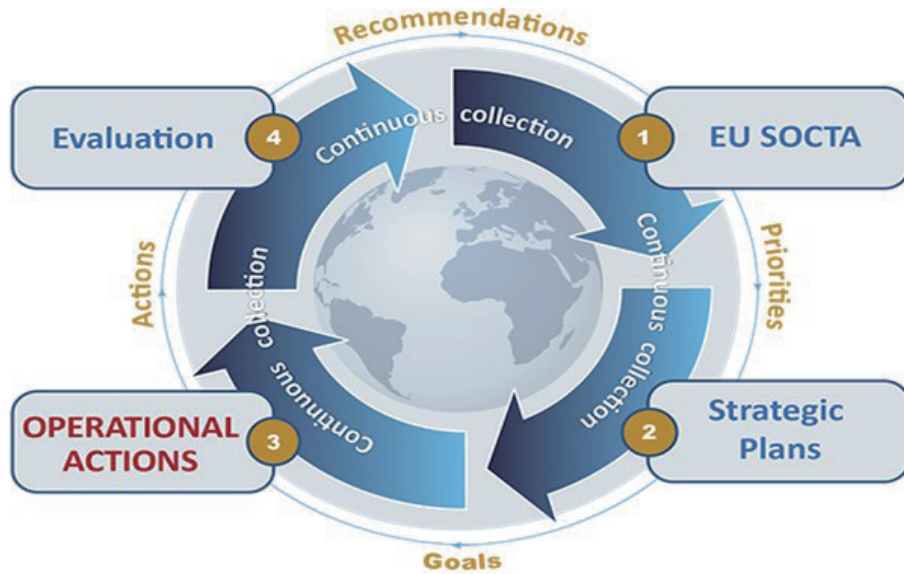 Recommendations
Evaluation
4
Continuous collection
1
EU SOCTA
Actions
Continuous collection
Continuous collection
Priorities
OPERATIONAL
ACTIONS
3
2
Strategic
Plans
Goals